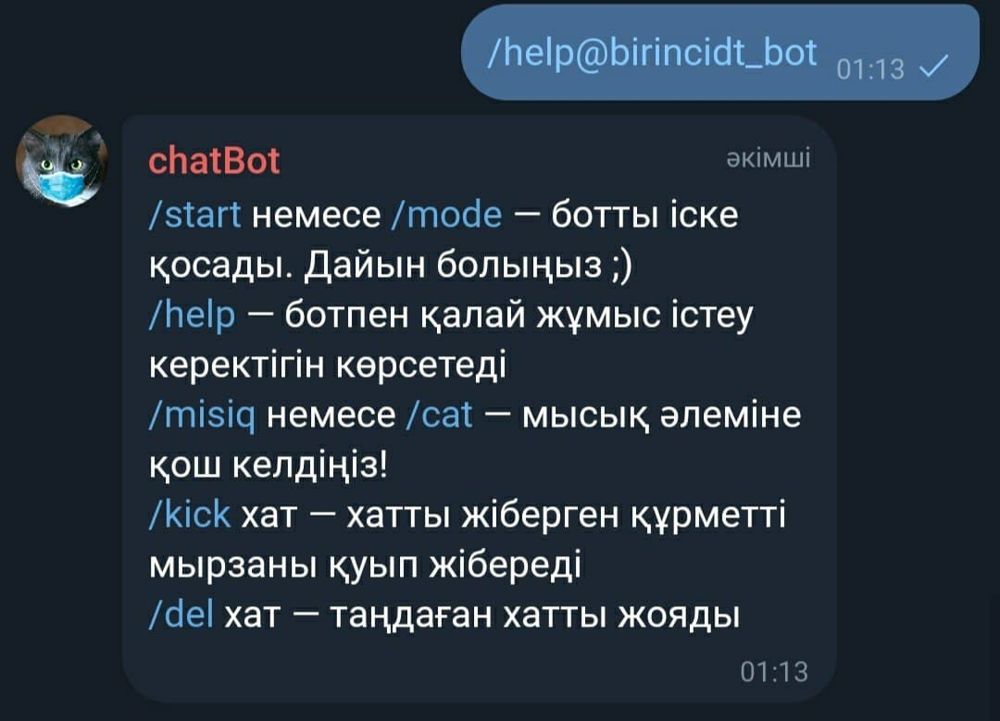 /help@birincidt_bot
01:13
chatBot
әкімші
/start немесе /mode — ботты іске
қосады. Дайын болыңыз ;)
/help — ботпен қалай жұмыс істеу
керектігін көрсетеді
/misiq немесе /cat — мысық әлеміне
қош келдіңіз!
/kick хат — хатты жіберген құрметті
мырзаны қуып жібереді
/del хат — таңдаған хатты жояды
01:13